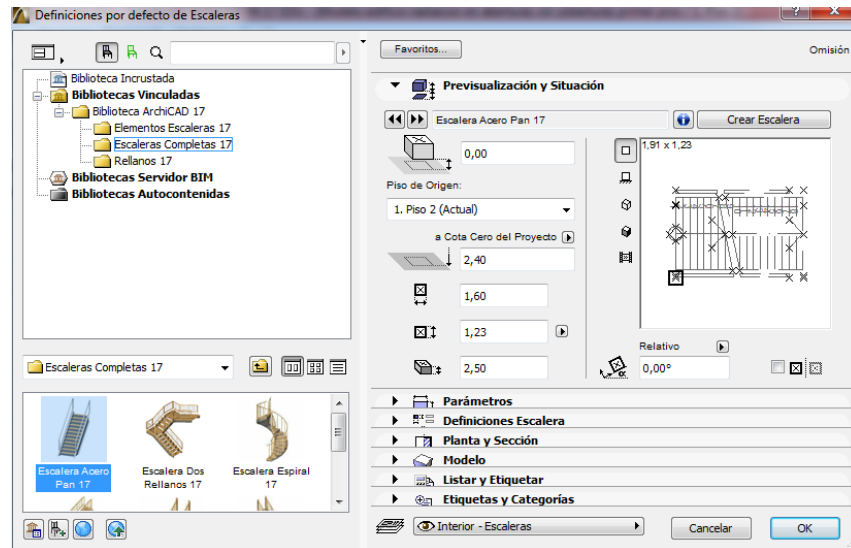 Definiciones por defecto de Escaleras
Biblioteca Incrustada
Bibliotecas Vinculadas
Biblioteca ArchiCAD 17
Elementos Escaleras 17
Escaleras Completas 17
Rellanos 17
Bibliotecas Servidor BIM
Bibliotecas Autocontenidas
Escaleras Completas 17
Escalera Acero
Pan 17
Escalera Dos
Rellanos 17
Escalera Espiral
17
Favoritos...
Omisión
Previsualización y Situación
Escalera Acero Pan 17
Crear Escalera
0,00
Piso de Origen:
1. Piso 2 (Actual)
a Cota Cero del Proyecto
2,40
1,60
1,23
2,50
1,91 x 1,23
Relativo
0,00°
Parámetros
Definiciones Escalera
Planta y Sección
Modelo
Listar y Etiquetar
Etiquetas y Categorías
Interior - Escaleras
Cancelar
OK